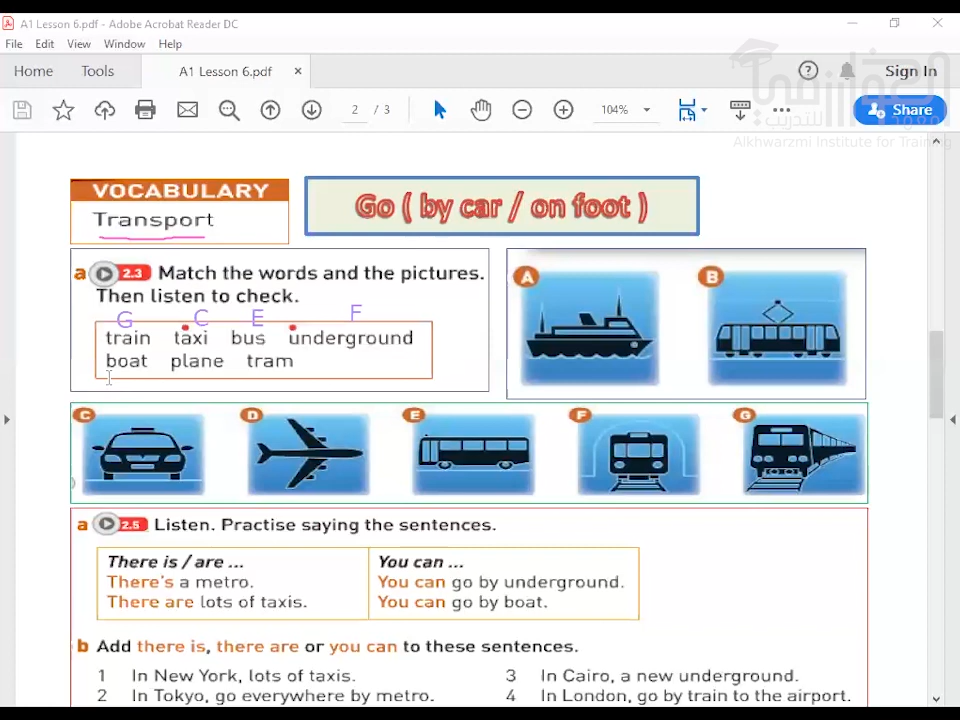 A1 Lesson 6.pdf - Adobe Acrobat Reader DC
File Edit View Window Help
Home Tools A1 Lesson 6.pdf × Sign In
2 / 3 104% Share
معهد الخوارزمي للتدريب
Alkhwarzmi Institute for Training
VOCABULARY
Transport
Go ( by car / on foot )
a 2.3 Match the words and the pictures.
Then listen to check.
G C E F
train taxi bus underground
boat plane tram
A B
C D E F G
a 2.5 Listen. Practise saying the sentences.
There is / are ... You can ...
There's a metro. You can go by underground.
There are lots of taxis. You can go by boat.
b Add there is, there are or you can to these sentences.
1 In New York, lots of taxis. 3 In Cairo, a new underground.
2 In Tokyo, go everywhere by metro. 4 In London, go by train to the airport.